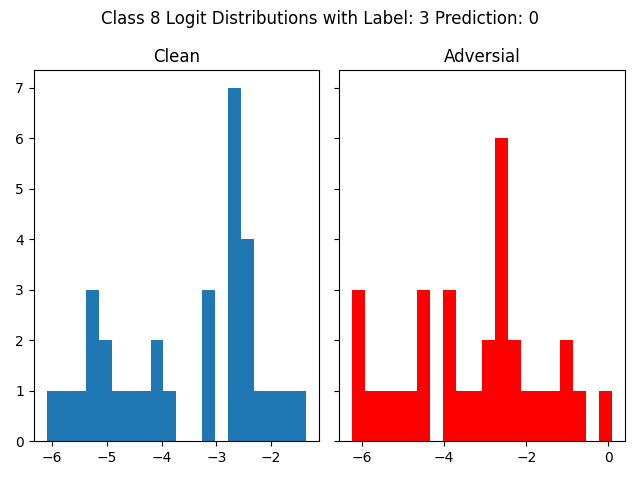 Class 8 Logit Distributions with Label: 3 Prediction: 0
Clean
Adversial
7
6
5
4
3
2
1
0
−6 −5 −4 −3 −2
−6 −4 −2 0